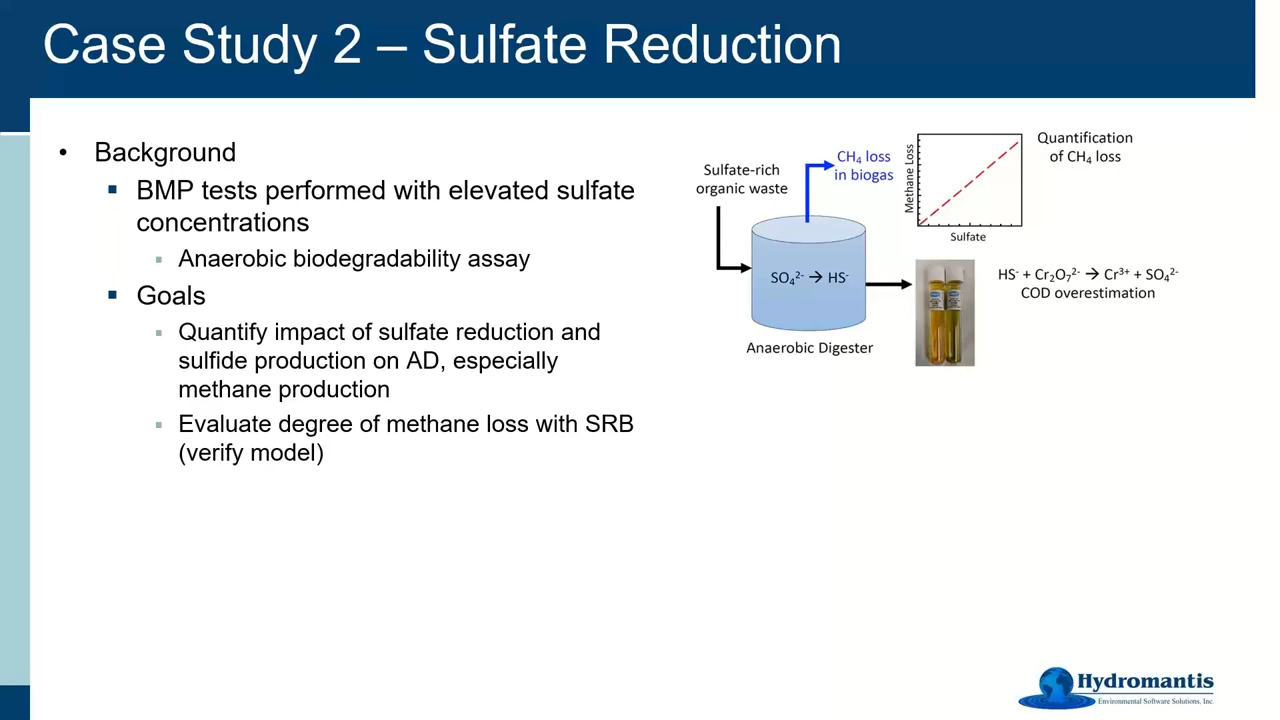 Case Study 2 – Sulfate Reduction
• Background
▪ BMP tests performed with elevated sulfate
concentrations
▪ Anaerobic biodegradability assay
▪ Goals
▪ Quantify impact of sulfate reduction and
sulfide production on AD, especially
methane production
▪ Evaluate degree of methane loss with SRB
(verify model)
Sulfate-rich
organic waste
CH₄ loss
in biogas
Methane Loss
Sulfate
Quantification
of CH₄ loss
SO₄²⁻ → HS⁻
Anaerobic Digester
HS⁻ + Cr₂O₇²⁻ → Cr³⁺ + SO₄²⁻
COD overestimation
Hydromantis
Environmental Software Solutions, Inc.